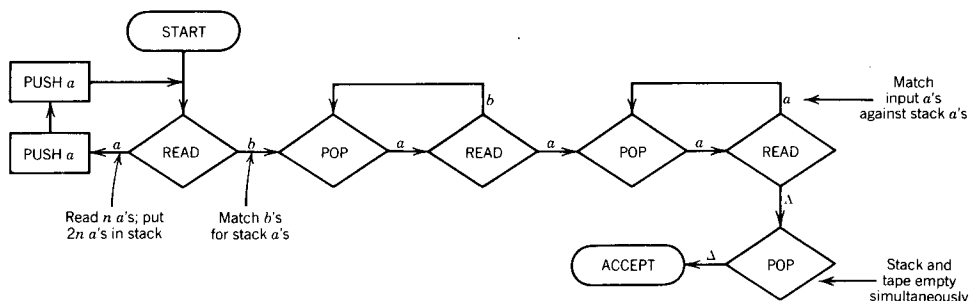 START
PUSH a
PUSH a
a
READ
b
POP
a
b
READ
a
POP
a
a
READ
Match
input a's
against stack a's
Read n a's; put
2n a's in stack
Match b's
for stack a's
Δ
ACCEPT
Δ
POP
Stack and
tape empty
simultaneously